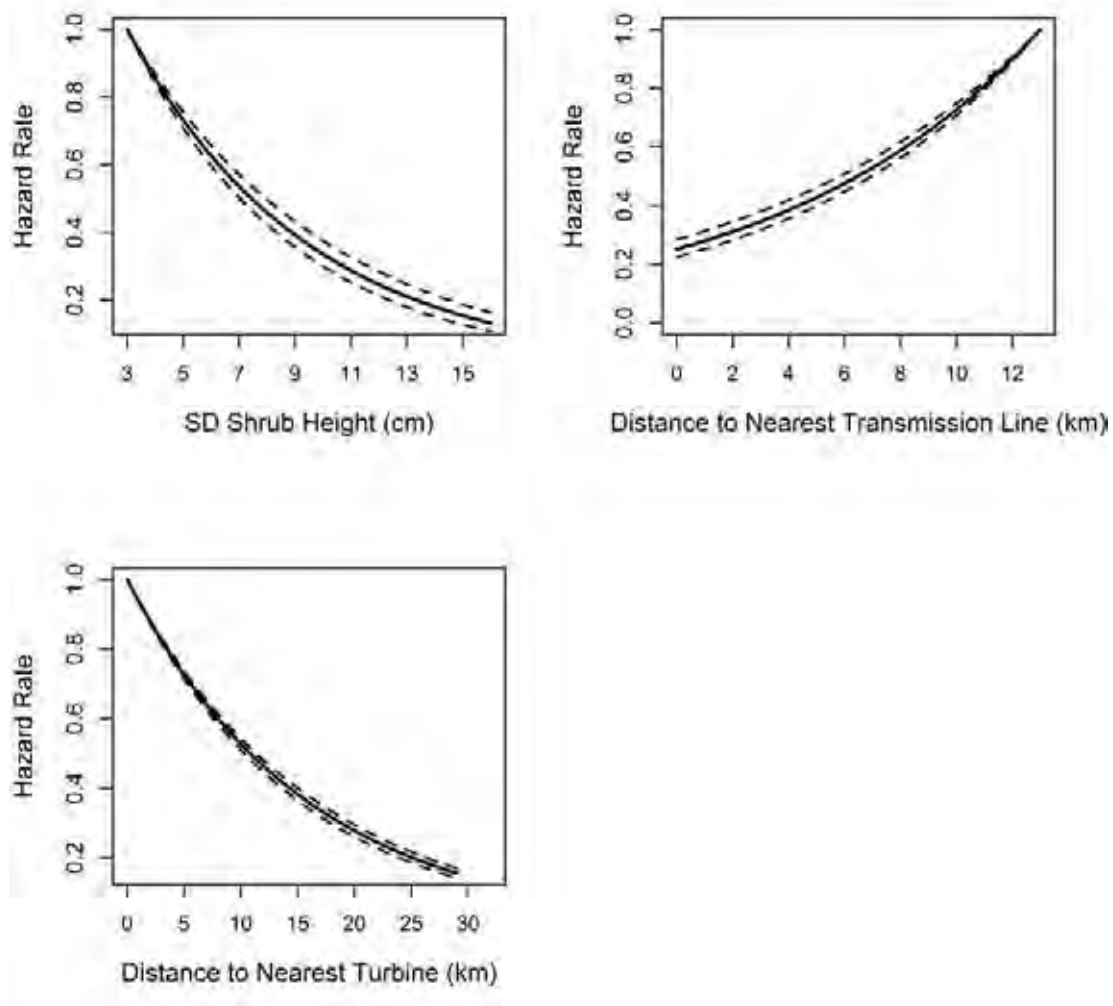 Hazard Rate
1.0
0.8
0.6
0.4
0.2
3 5 7 9 11 13 15
SD Shrub Height (cm)
Hazard Rate
1.0
0.8
0.6
0.4
0.2
0.0
0 2 4 6 8 10 12
Distance to Nearest Transmission Line (km)
Hazard Rate
1.0
0.8
0.6
0.4
0.2
0 5 10 15 20 25 30
Distance to Nearest Turbine (km)